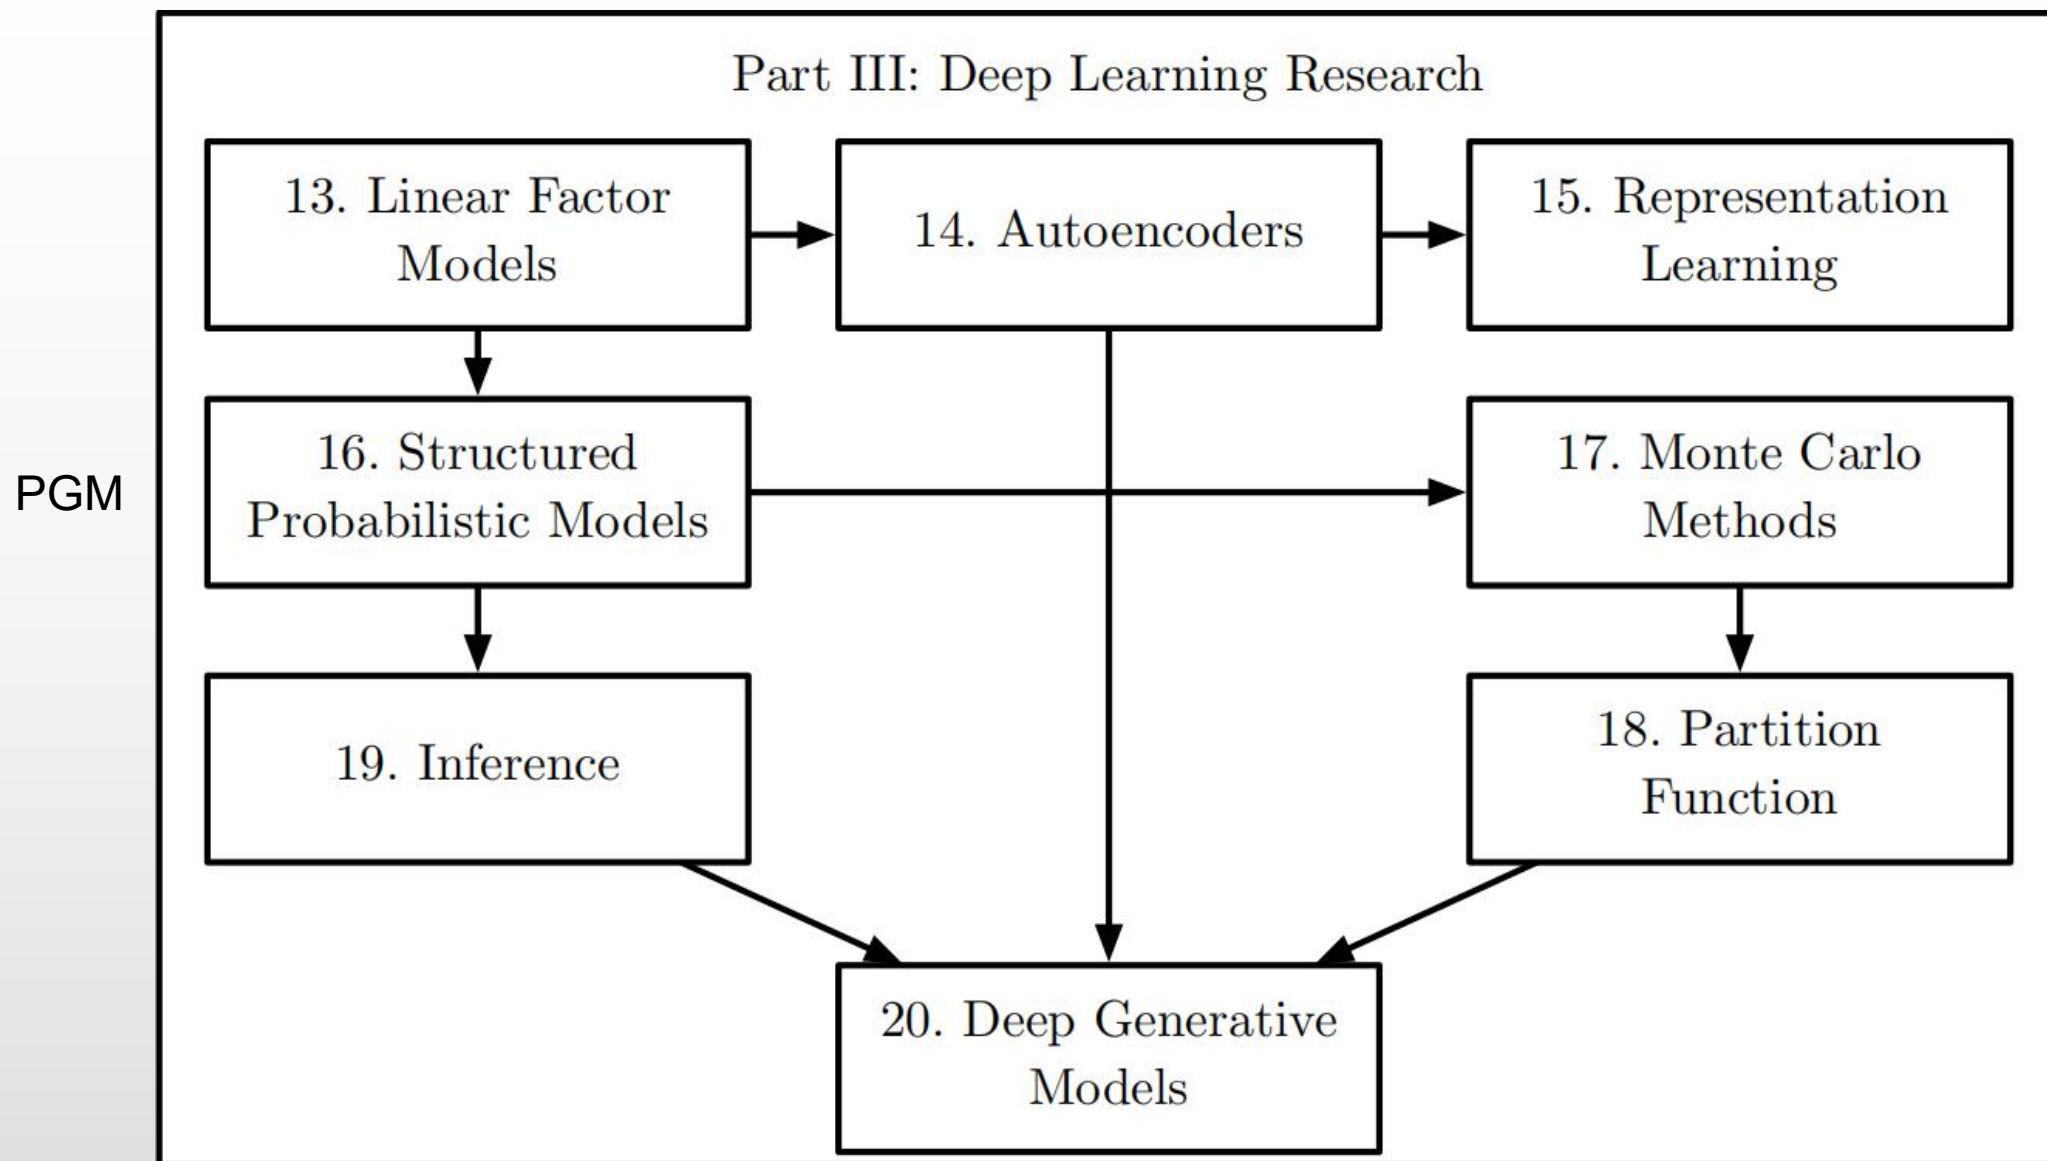 Part III: Deep Learning Research
13. Linear Factor
Models
14. Autoencoders
15. Representation
Learning
PGM
16. Structured
Probabilistic Models
17. Monte Carlo
Methods
19. Inference
18. Partition
Function
20. Deep Generative
Models